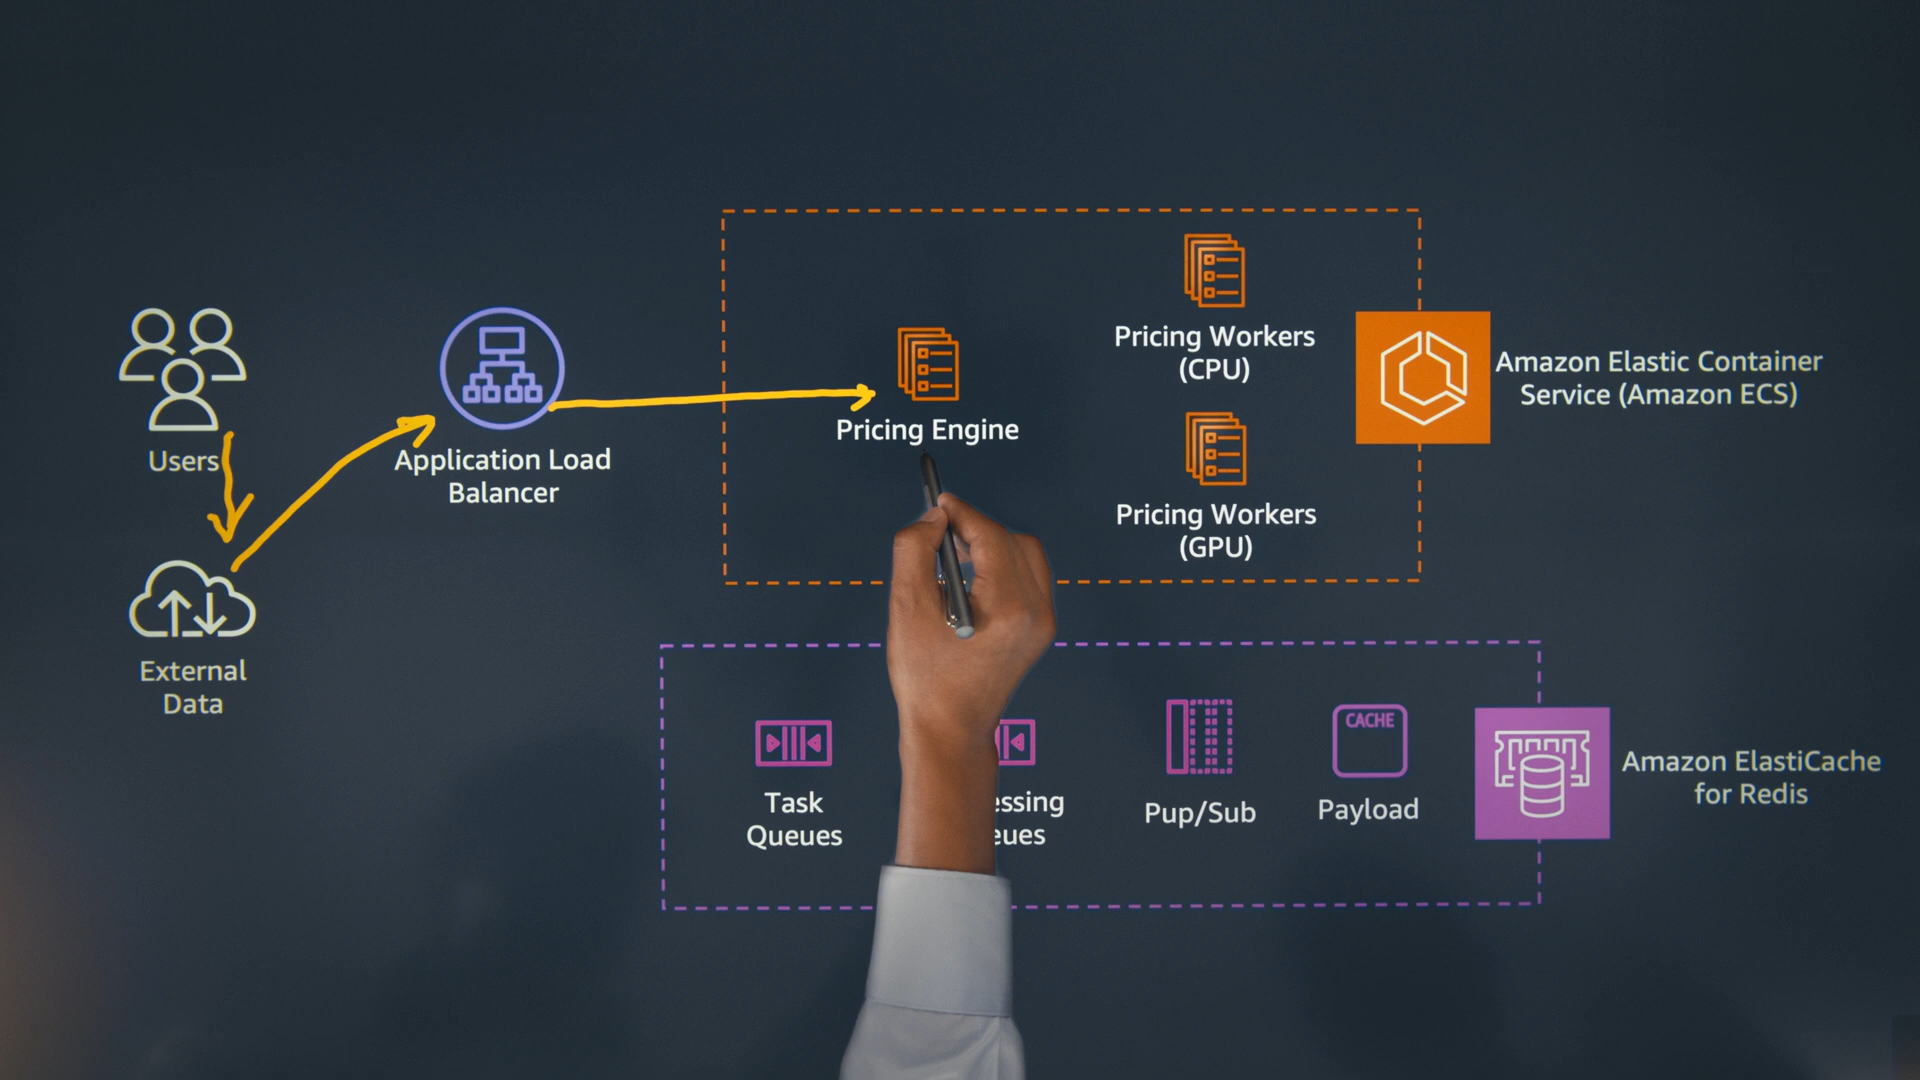 Users
External
Data
Application Load
Balancer
Pricing Engine
Pricing Workers
(CPU)
Pricing Workers
(GPU)
Amazon Elastic Container
Service (Amazon ECS)
Task
Queues
Pup/Sub
CACHE
Payload
Amazon ElastiCache
for Redis